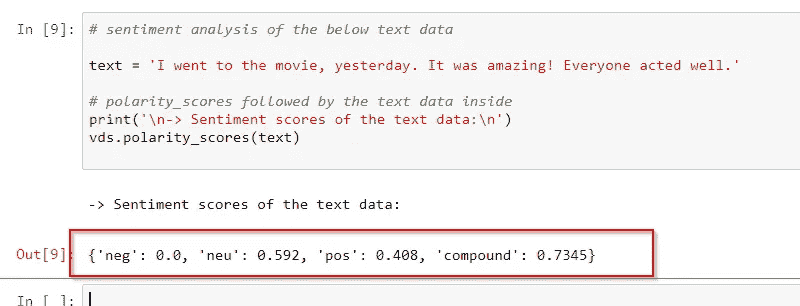 In [9]: # sentiment analysis of the below text data
text = 'I went to the movie, yesterday. It was amazing! Everyone acted well.'
# polarity_scores followed by the text data inside
print('\n-> Sentiment scores of the text data:\n')
vds.polarity_scores(text)
-> Sentiment scores of the text data:
Out[9]: {'neg': 0.0, 'neu': 0.592, 'pos': 0.408, 'compound': 0.7345}
In [ ]: